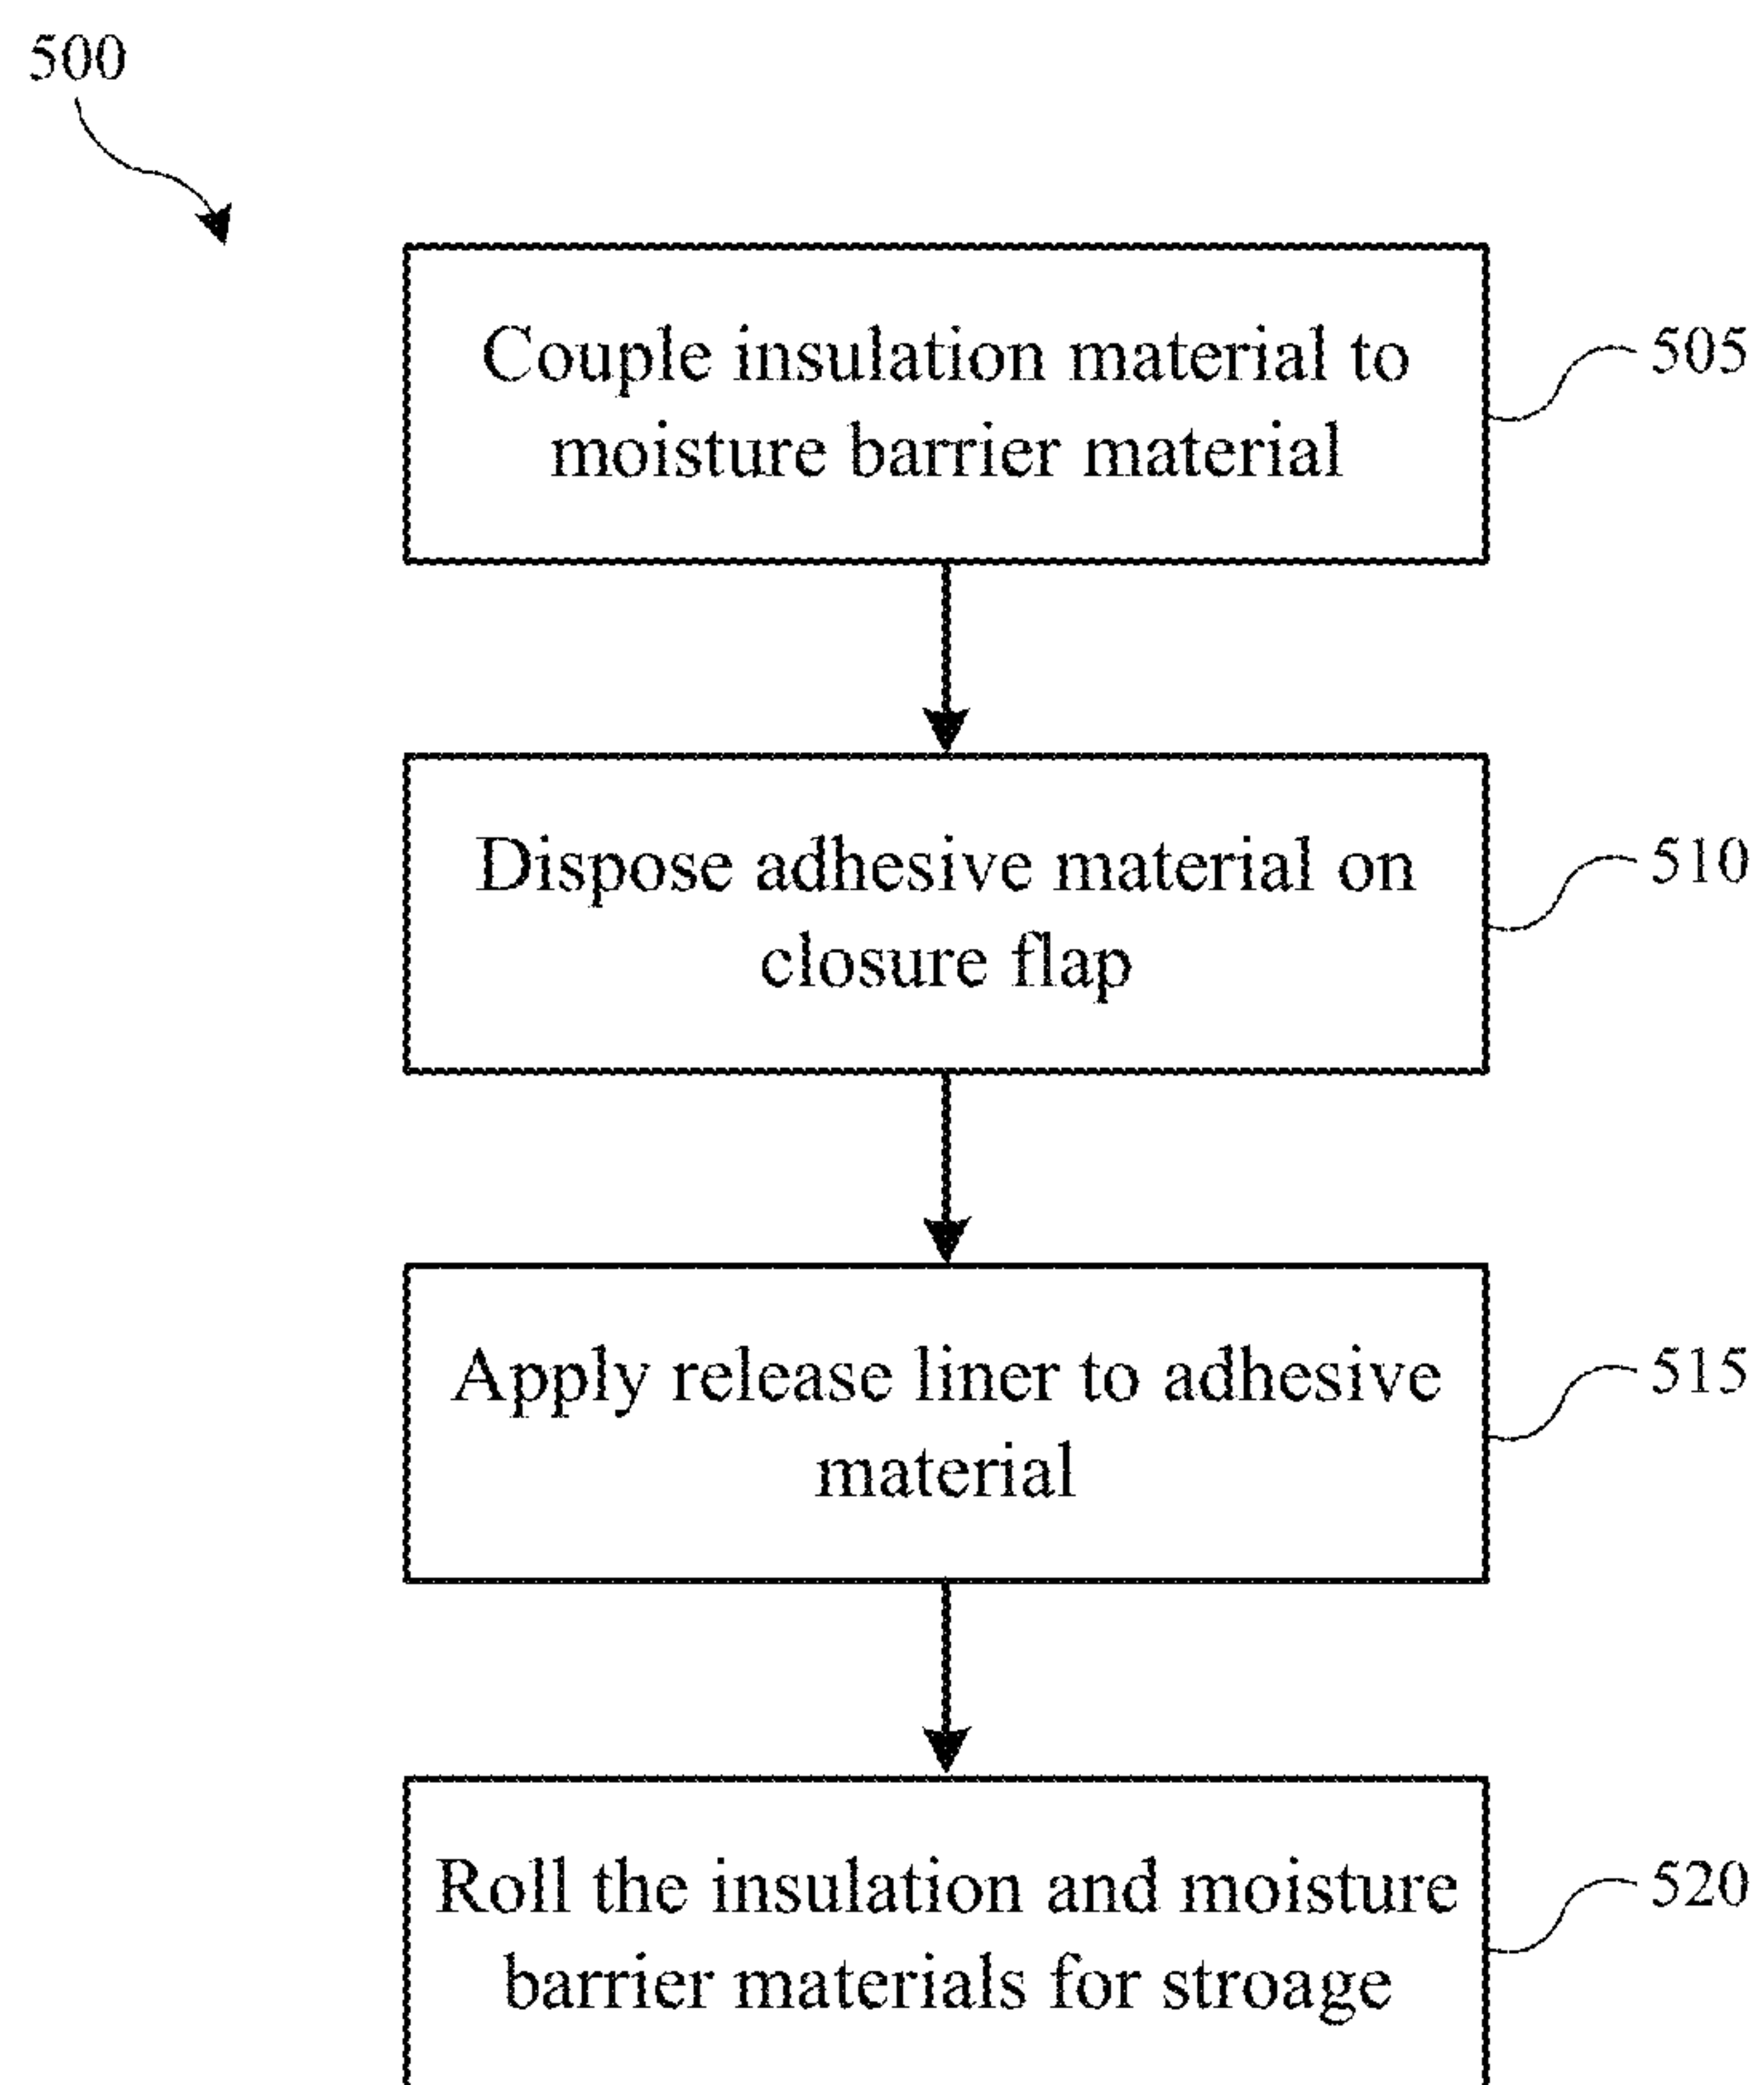 500
Couple insulation material to
moisture barrier material
505
Dispose adhesive material on
closure flap
510
Apply release liner to adhesive
material
515
Roll the insulation and moisture
barrier materials for stroage
520